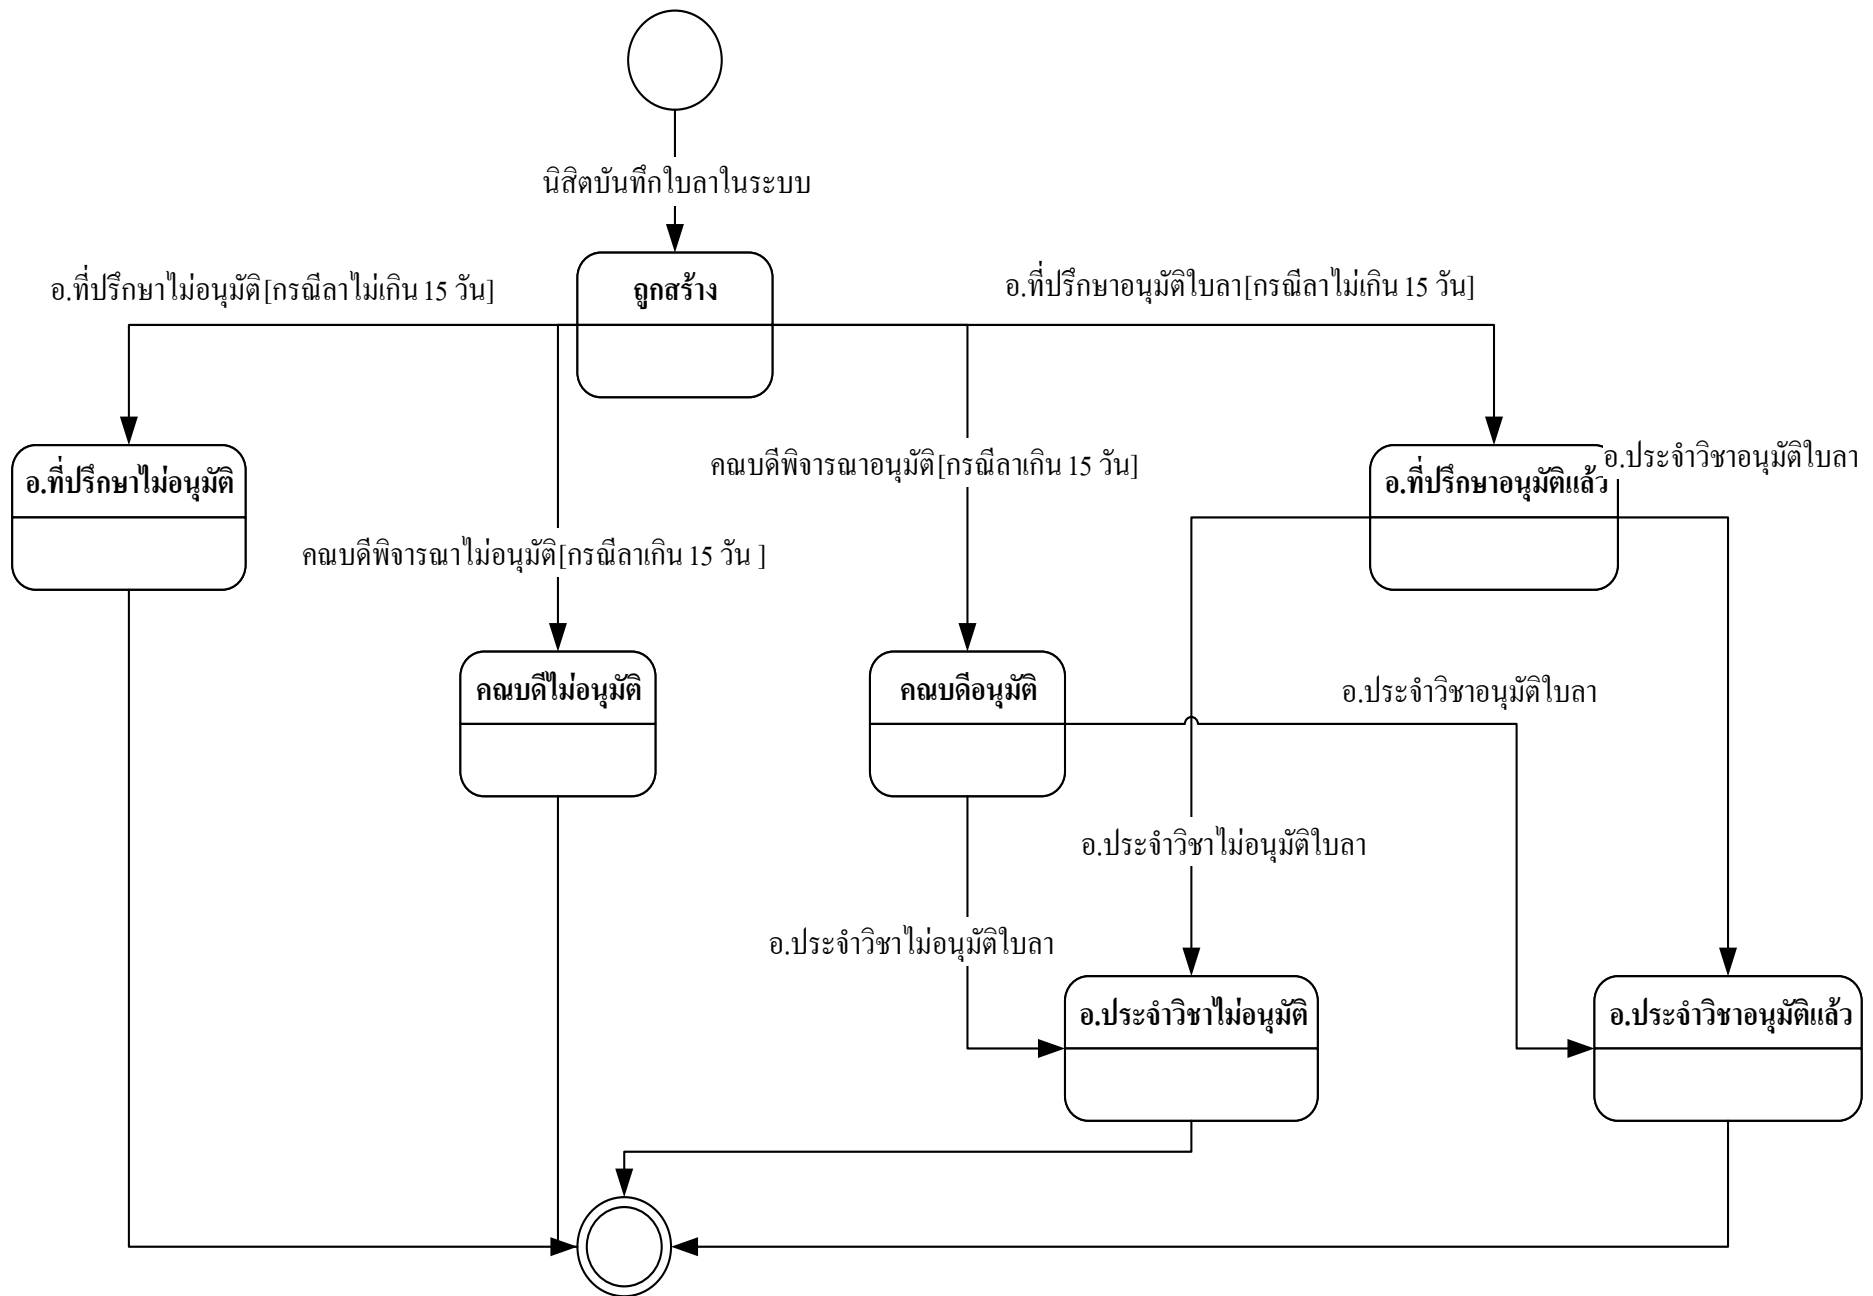 นิสิตบันทึกใบลาในระบบ
อ.ที่ปรึกษาไม่อนุมัติ[กรณีลาไม่เกิน 15 วัน]
ถูกสร้าง
อ.ที่ปรึกษาอนุมัติใบลา[กรณีลาไม่เกิน 15 วัน]
อ.ที่ปรึกษาไม่อนุมัติ
คณบดีพิจารณาอนุมัติ[กรณีลาเกิน 15 วัน]
อ.ที่ปรึกษาอนุมัติแล้ว
อ.ประจำวิชาอนุมัติใบลา
คณบดีพิจารณาไม่อนุมัติ[กรณีลาเกิน 15 วัน ]
คณบดีไม่อนุมัติ
คณบดีอนุมัติ
อ.ประจำวิชาอนุมัติใบลา
อ.ประจำวิชาไม่อนุมัติใบลา
อ.ประจำวิชาไม่อนุมัติใบลา
อ.ประจำวิชาไม่อนุมัติ
อ.ประจำวิชาอนุมัติแล้ว